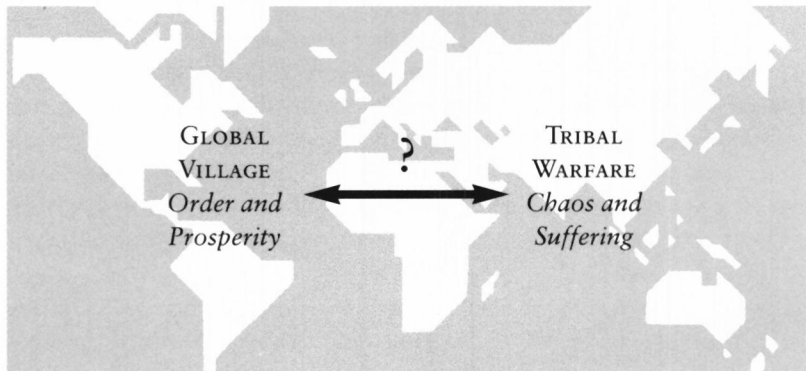 GLOBAL
VILLAGE
Order and
Prosperity
?
TRIBAL
WARFARE
Chaos and
Suffering